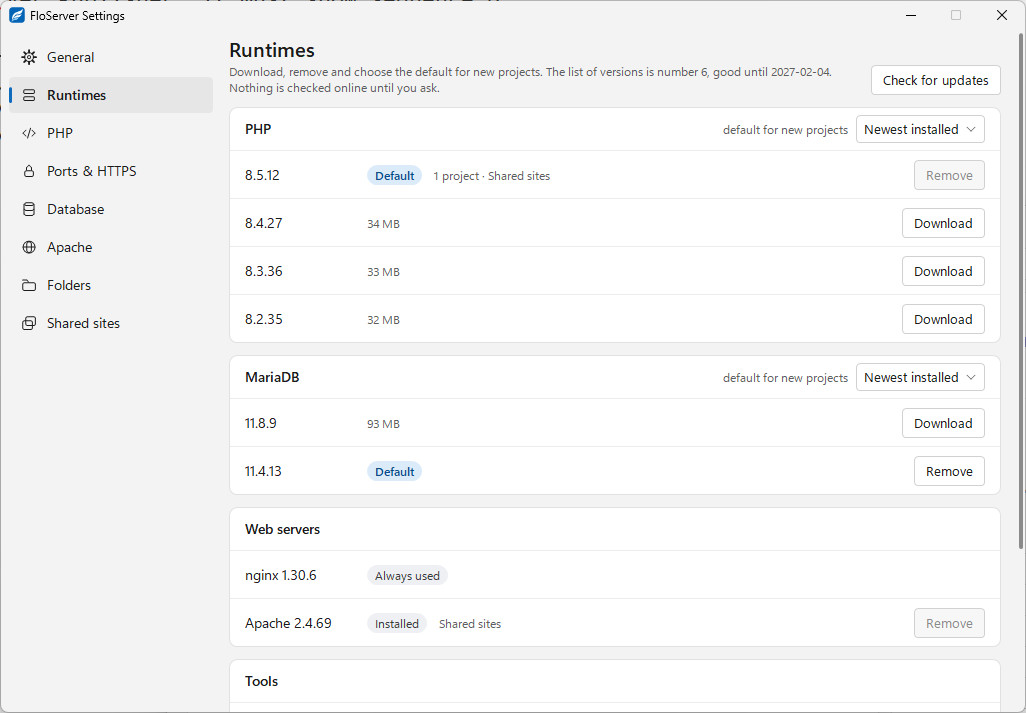 FloServer Settings
General
Runtimes
PHP
Ports & HTTPS
Database
Apache
Folders
Shared sites
Runtimes
Download, remove and choose the default for new projects. The list of versions is number 6, good until 2027-02-04.
Nothing is checked online until you ask.
Check for updates
PHP default for new projects Newest installed
8.5.12 Default 1 project · Shared sites Remove
8.4.27 34 MB Download
8.3.36 33 MB Download
8.2.35 32 MB Download
MariaDB default for new projects Newest installed
11.8.9 93 MB Download
11.4.13 Default Remove
Web servers
nginx 1.30.6 Always used
Apache 2.4.69 Installed Shared sites Remove
Tools